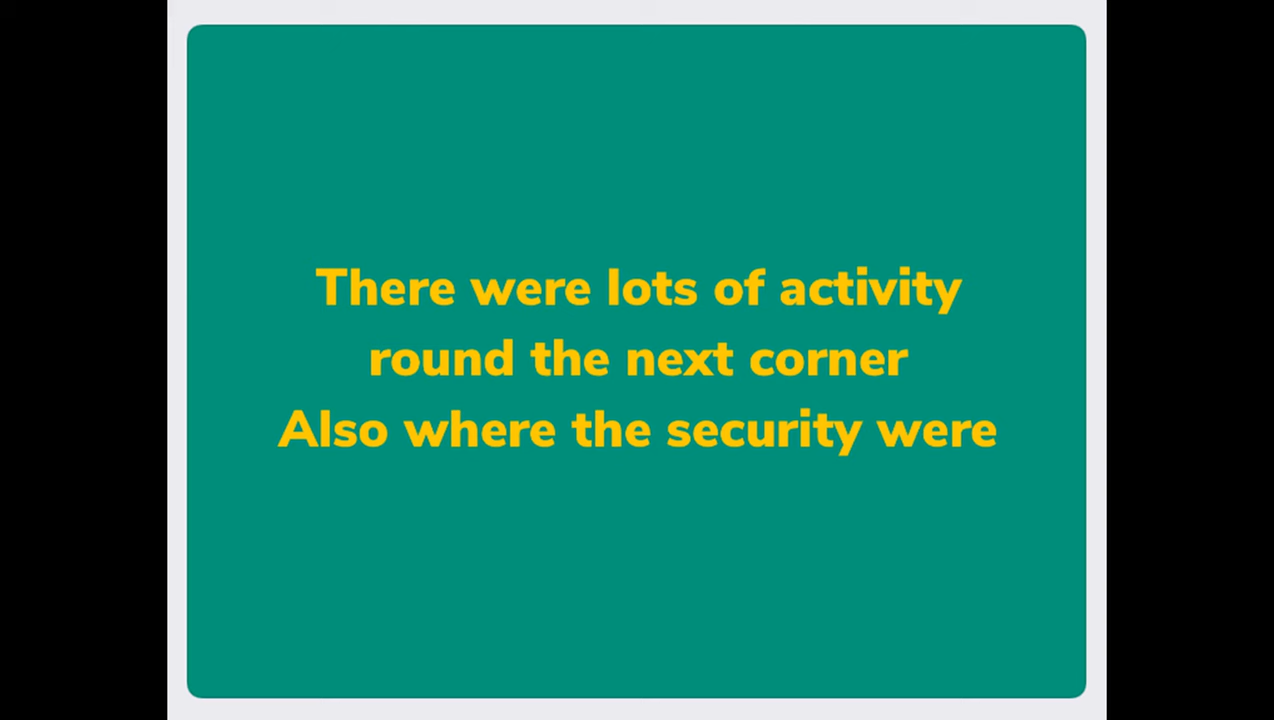 There were lots of activity
round the next corner
Also where the security were